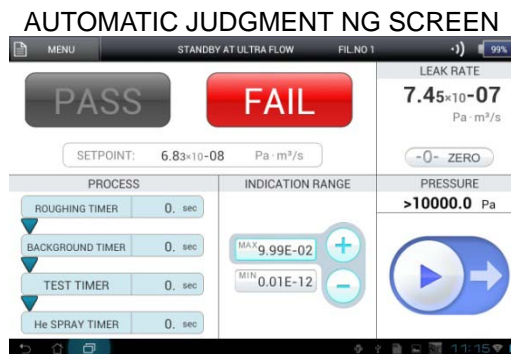 AUTOMATIC JUDGMENT NG SCREEN
MENU STANDBY AT ULTRA FLOW FIL.NO 1 99%
PASS FAIL
LEAK RATE
7.45×10-07
Pa·m³/s
SETPOINT: 6.83×10-08 Pa·m³/s
-0- ZERO
PROCESS
INDICATION RANGE
PRESSURE
>10000.0 Pa
ROUGHING TIMER 0. sec
BACKGROUND TIMER 0. sec
TEST TIMER 0. sec
He SPRAY TIMER 0. sec
MAX 9.99E-02 +
MIN 0.01E-12 −
11:15